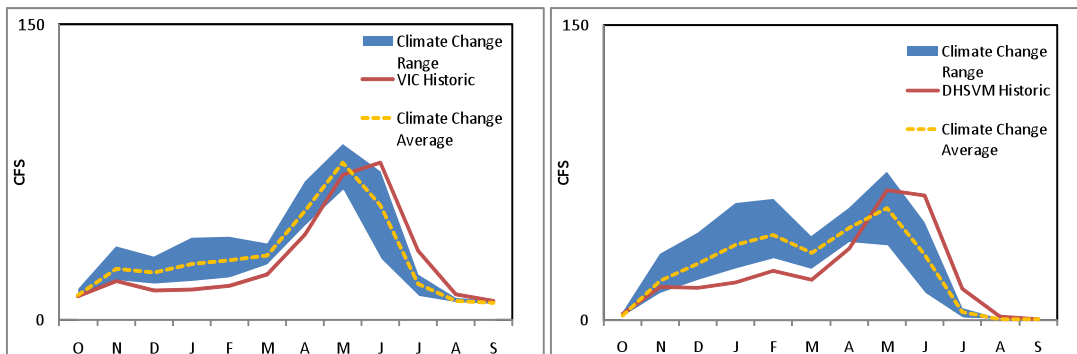 150
Climate Change
Range
VIC Historic
Climate Change
Average
CFS
0
O N D J F M A M J J A S
150
Climate Change
Range
DHSVM Historic
Climate Change
Average
CFS
0
O N D J F M A M J J A S